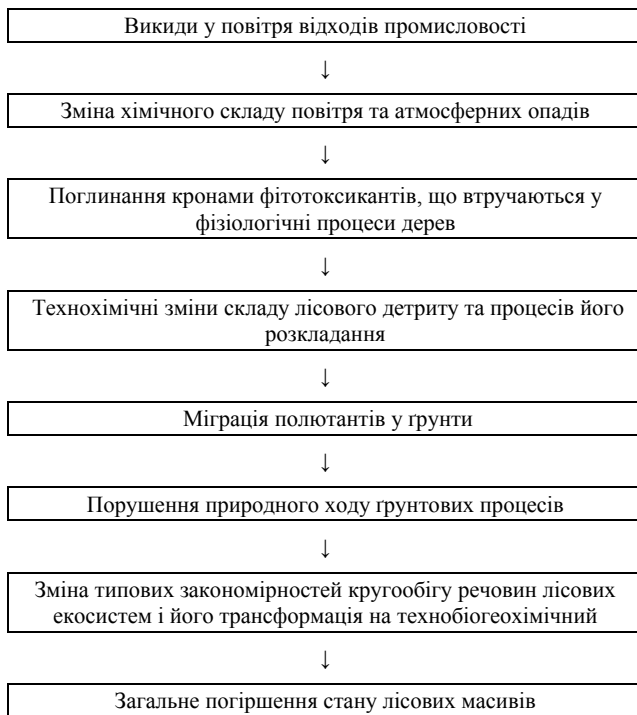 Викиди у повітря відходів промисловості
↓
Зміна хімічного складу повітря та атмосферних опадів
↓
Поглинання кронами фітотоксикантів, що втручаються у
фізіологічні процеси дерев
↓
Технохімічні зміни складу лісового детриту та процесів його
розкладання
↓
Міграція полютантів у ґрунти
↓
Порушення природного ходу ґрунтових процесів
↓
Зміна типових закономірностей кругообігу речовин лісових
екосистем і його трансформація на технобіогеохімічний
↓
Загальне погіршення стану лісових масивів